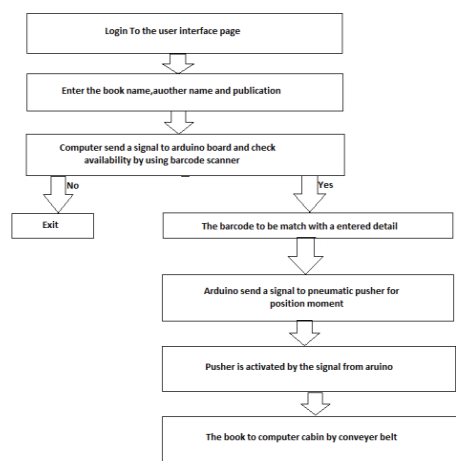 Login To the user interface page
Enter the book name,auother name and publication
Computer send a signal to arduino board and check
availability by using barcode scanner
No
Yes
Exit
The barcode to be match with a entered detail
Arduino send a signal to pneumatic pusher for
position moment
Pusher is activated by the signal from aruino
The book to computer cabin by conveyer belt